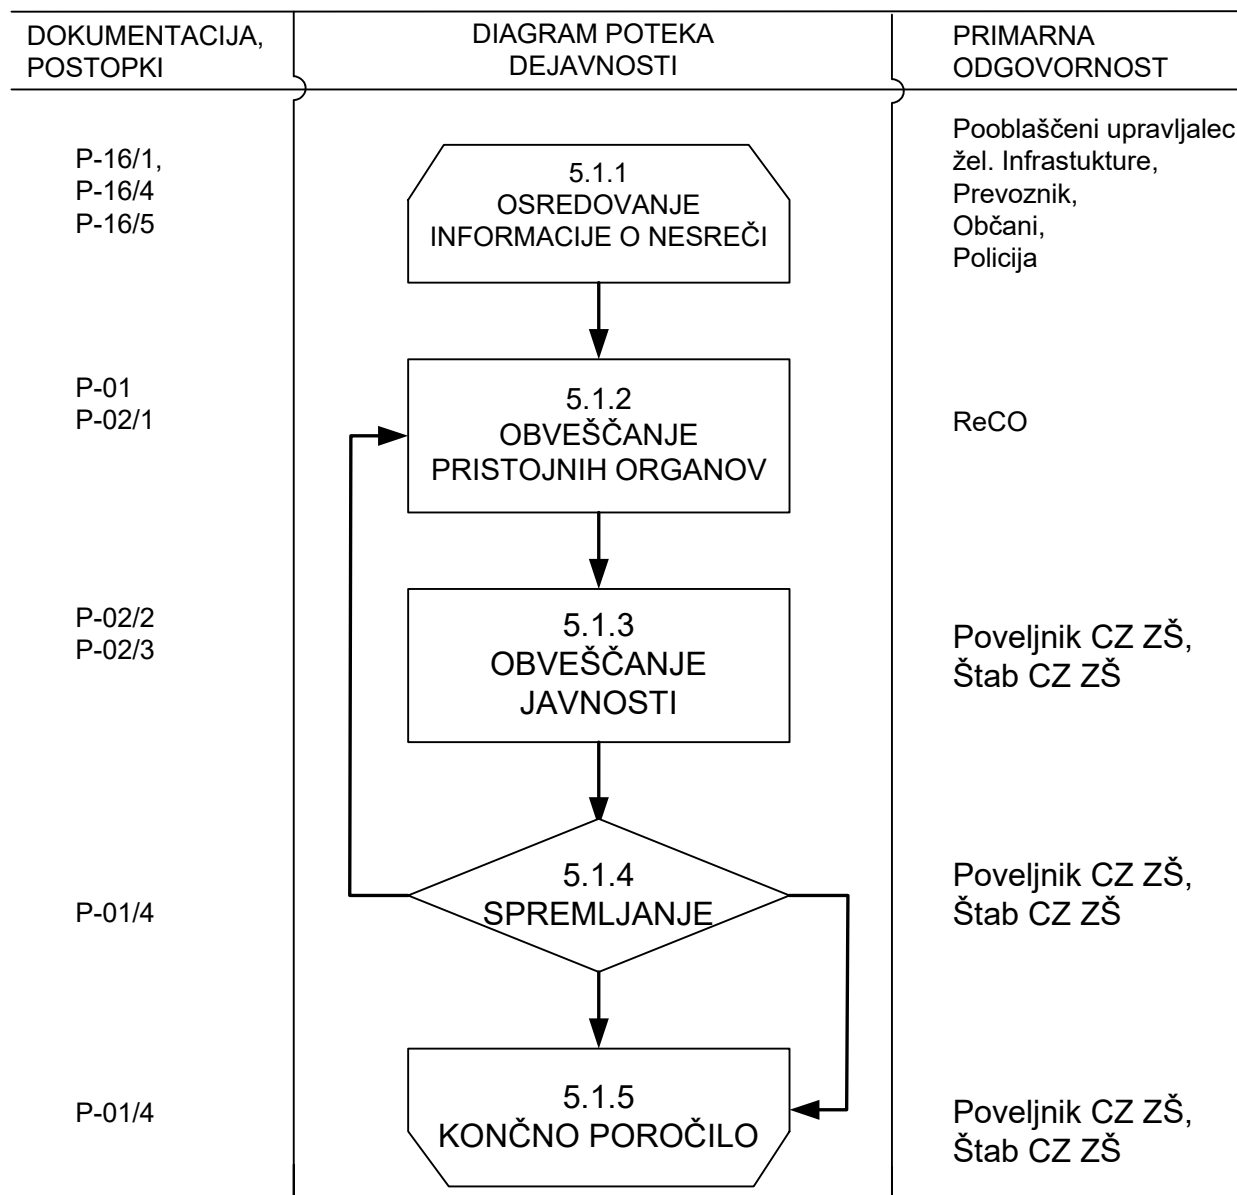 DOKUMENTACIJA,
POSTOPKI
DIAGRAM POTEKA
DEJAVNOSTI
PRIMARNA
ODGOVORNOST
P-16/1,
P-16/4
P-16/5
5.1.1
OSREDOVANJE
INFORMACIJE O NESREČI
Pooblaščeni upravljalec
žel. Infrastukture,
Prevoznik,
Občani,
Policija
P-01
P-02/1
5.1.2
OBVEŠČANJE
PRISTOJNIH ORGANOV
ReCO
P-02/2
P-02/3
5.1.3
OBVEŠČANJE
JAVNOSTI
Poveljnik CZ ZŠ,
Štab CZ ZŠ
P-01/4
5.1.4
SPREMLJANJE
Poveljnik CZ ZŠ,
Štab CZ ZŠ
P-01/4
5.1.5
KONČNO POROČILO
Poveljnik CZ ZŠ,
Štab CZ ZŠ